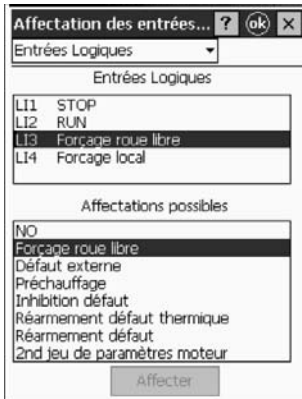 Affectation des entrées... ? ok ×
Entrées Logiques
Entrées Logiques
LI1 STOP
LI2 RUN
LI3 Forçage roue libre
LI4 Forcage local
Affectations possibles
NO
Forçage roue libre
Défaut externe
Préchauffage
Inhibition défaut
Réarmement défaut thermique
Réarmement défaut
2nd jeu de paramètres moteur
Affecter